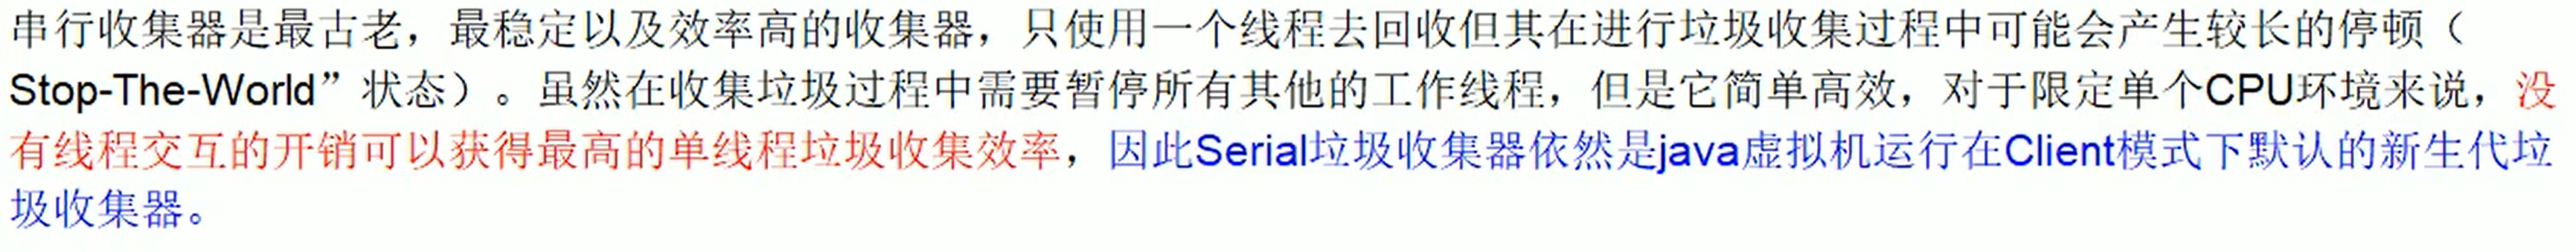 串行收集器是最古老，最稳定以及效率高的收集器，只使用一个线程去回收但其在进行垃圾收集过程中可能会产生较长的停顿（
Stop-The-World”状态）。虽然在收集垃圾过程中需要暂停所有其他的工作线程，但是它简单高效，对于限定单个CPU环境来说，没
有线程交互的开销可以获得最高的单线程垃圾收集效率，因此Serial垃圾收集器依然是java虚拟机运行在Client模式下默认的新生代垃
圾收集器。